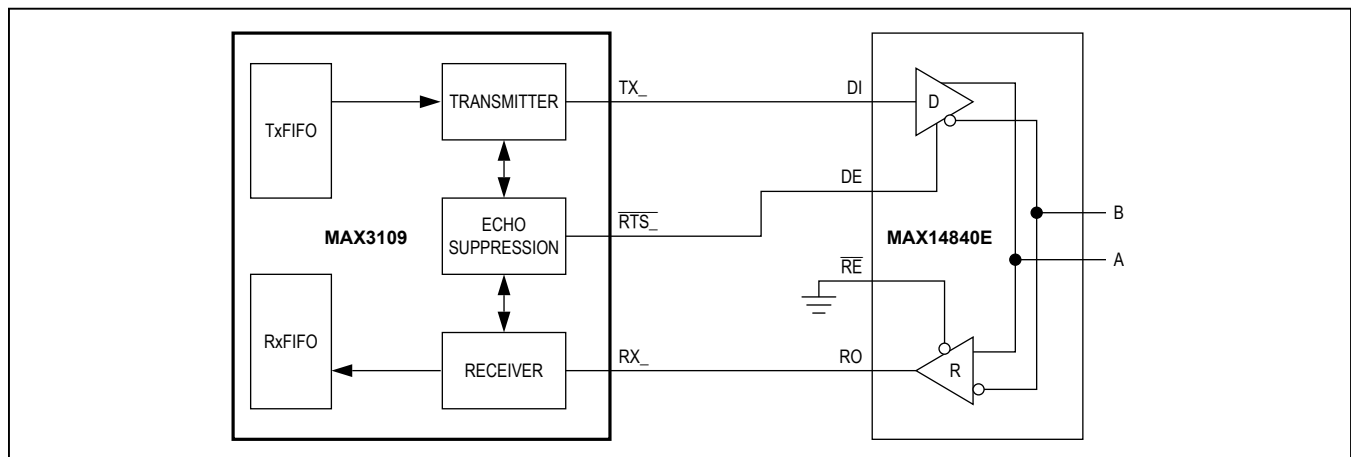 TxFIFO
TRANSMITTER
TX_
DI
D
DE
ECHO
SUPPRESSION
RTS_
MAX3109
MAX14840E
B
A
RE
RxFIFO
RECEIVER
RX_
RO
R